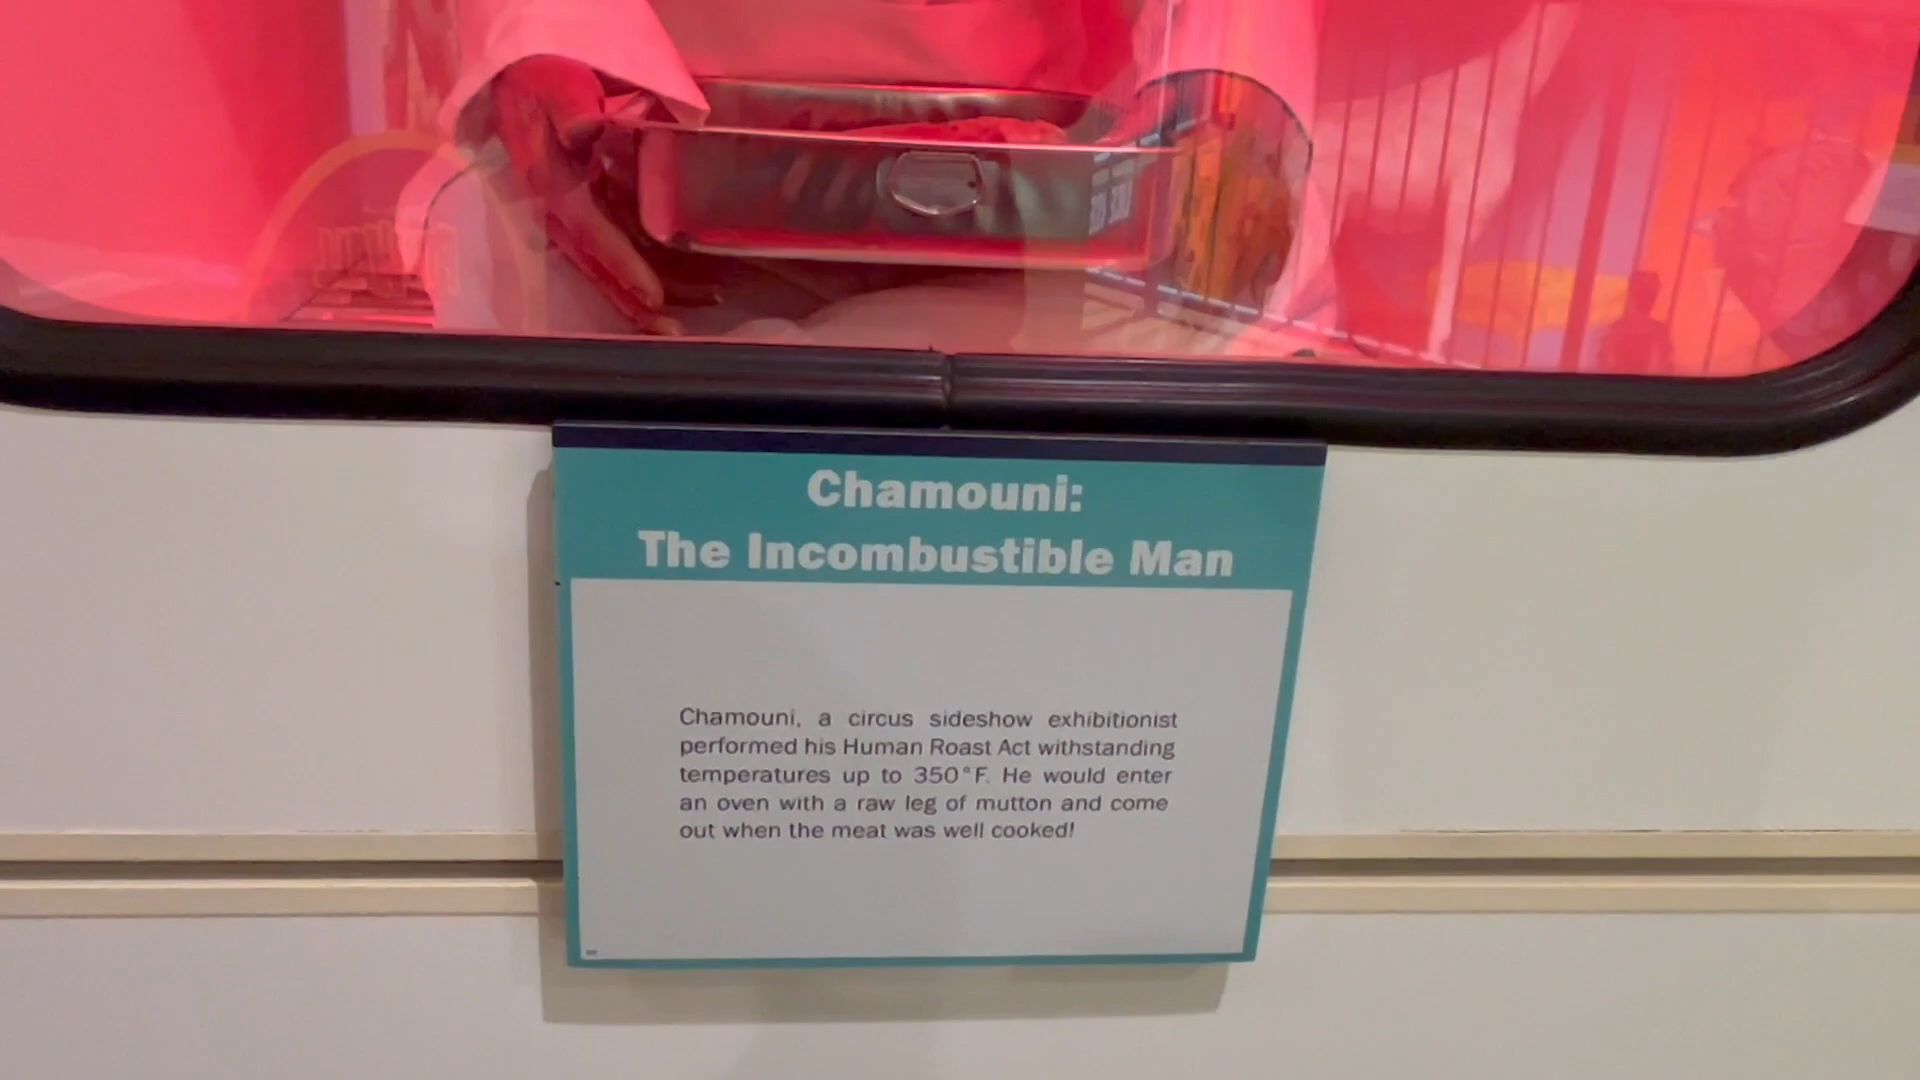 Chamouni:
The Incombustible Man
Chamouni, a circus sideshow exhibitionist
performed his Human Roast Act withstanding
temperatures up to 350°F. He would enter
an oven with a raw leg of mutton and come
out when the meat was well cooked!